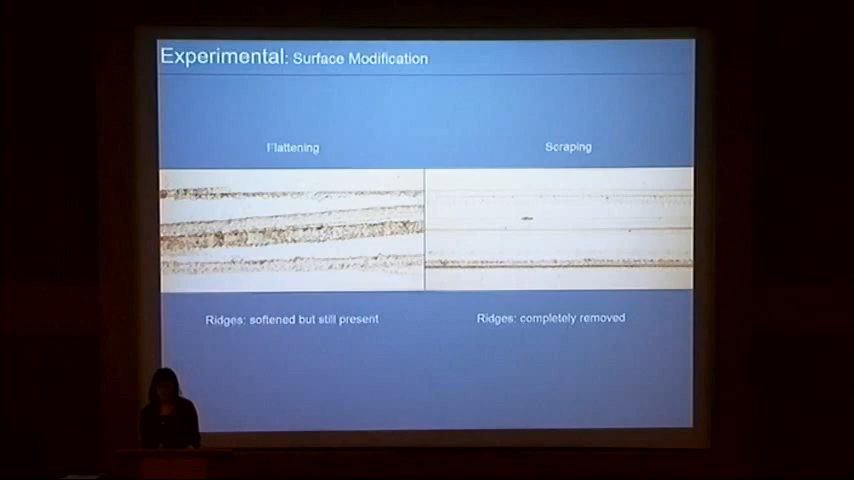 Experimental: Surface Modification
Flattening
Scraping
Ridges: softened but still present
Ridges: completely removed